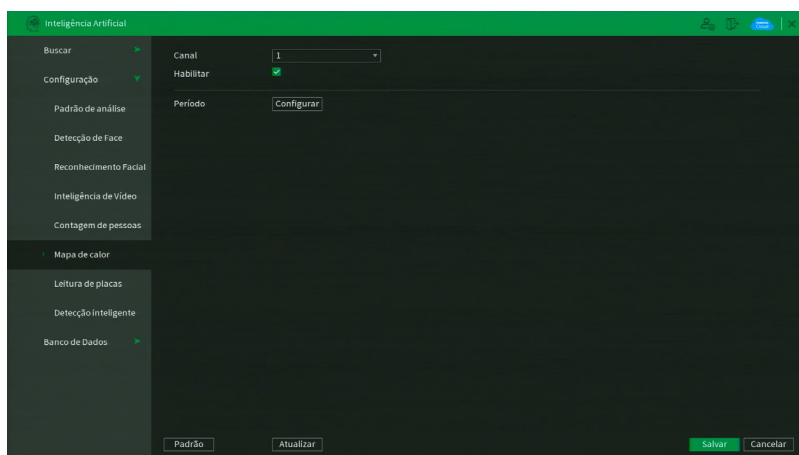 Inteligência Artificial
Buscar
Configuração
Padrão de análise
Detecção de Face
Reconhecimento Facial
Inteligência de Vídeo
Contagem de pessoas
Mapa de calor
Leitura de placas
Detecção inteligente
Banco de Dados
Canal 1
Habilitar
Período Configurar
Padrão Atualizar Salvar Cancelar